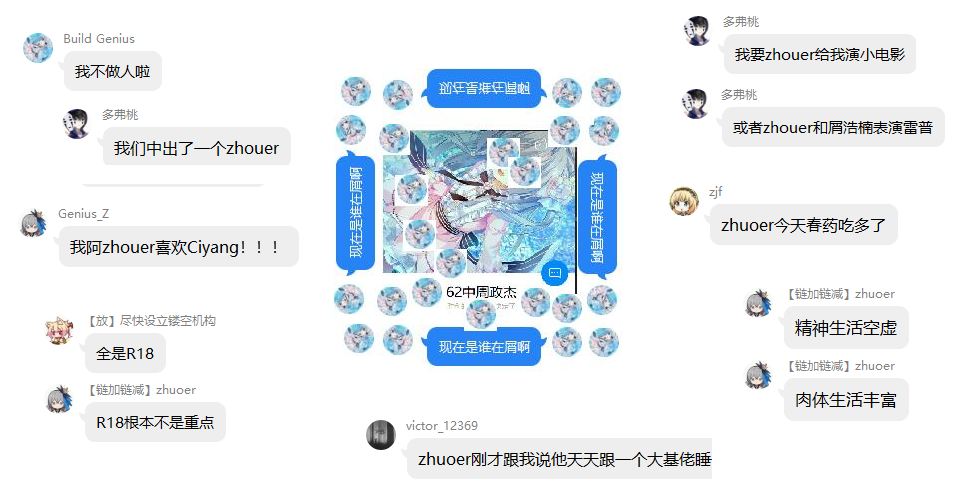 Build Genius
我不做人啦
多弗桃
我们中出了一个zhouer
Genius_Z
我阿zhouer喜欢Ciyang！！！
【放】尽快设立镂空机构
全是R18
【链加链减】zhuoer
R18根本不是重点
现在是谁在屑啊
现在是谁在屑啊
现在是谁在屑啊
62中周政杰
现在是谁在屑啊
victor_12369
zhuoer刚才跟我说他天天跟一个大基佬睡
多弗桃
我要zhouer给我演小电影
多弗桃
或者zhouer和屑浩楠表演雷普
zjf
zhuoer今天春药吃多了
【链加链减】zhuoer
精神生活空虚
【链加链减】zhuoer
肉体生活丰富